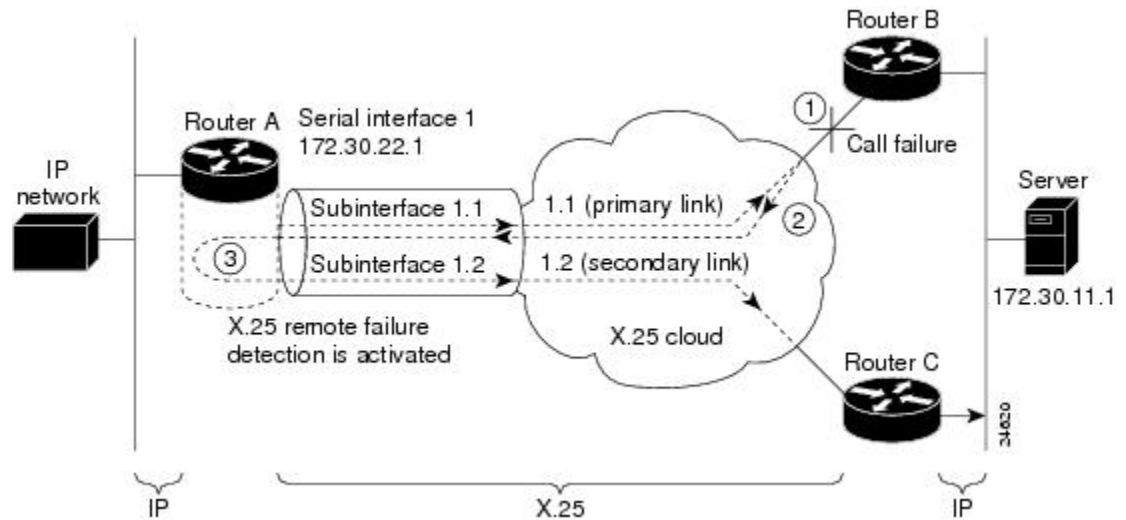 Router B
1
Call failure
Serial interface 1
172.30.22.1
Router A
IP
network
Server
Subinterface 1.1
1.1 (primary link)
2
3
Subinterface 1.2
1.2 (secondary link)
172.30.11.1
X.25 remote failure
detection is activated
X.25 cloud
Router C
24620
IP
X.25
IP